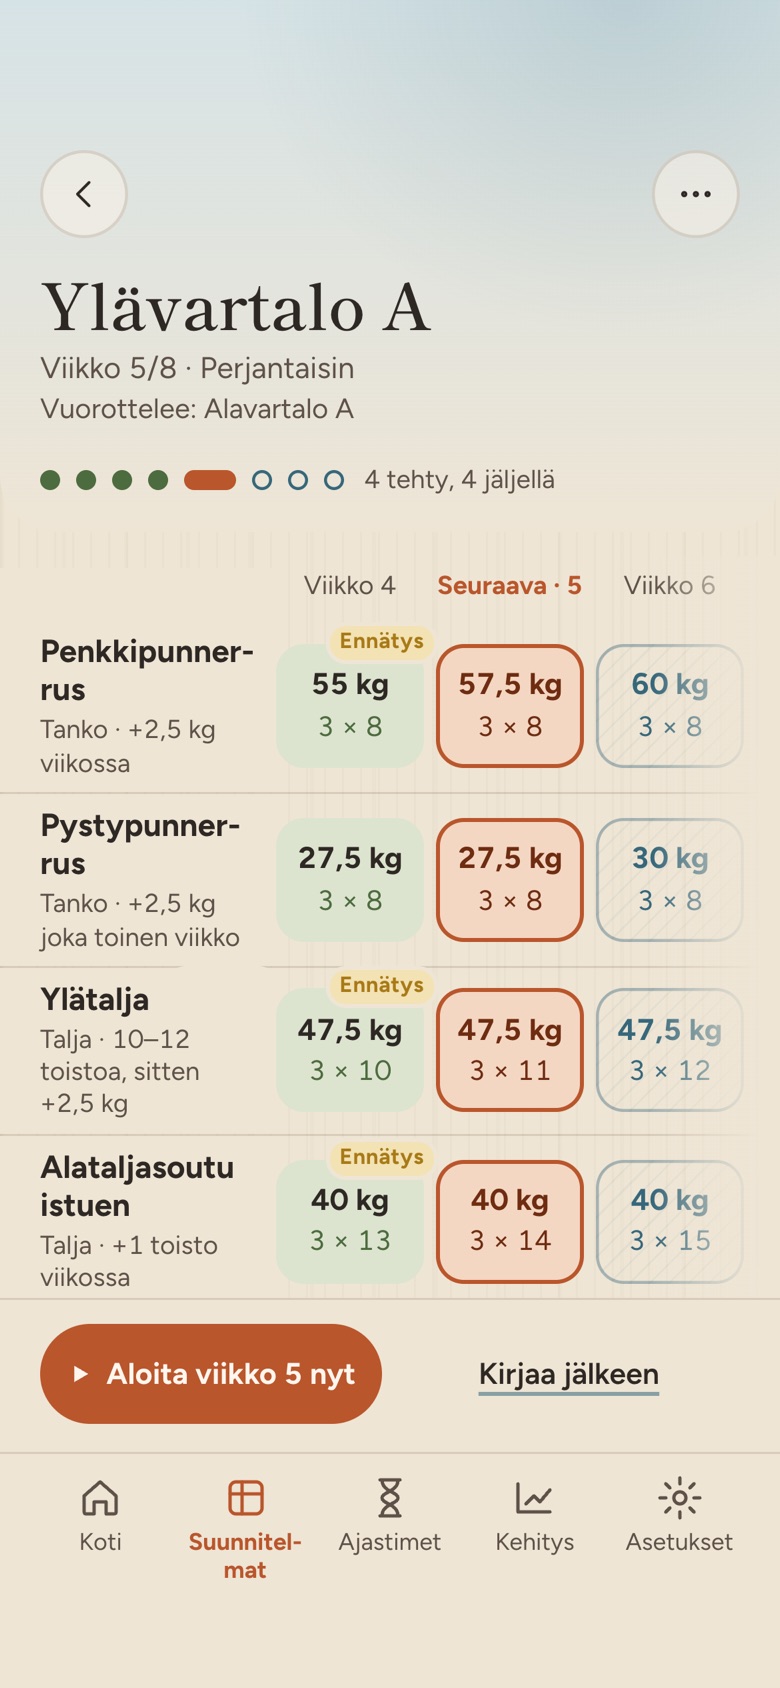 Ylävartalo A
Viikko 5/8 · Perjantaisin
Vuorottelee: Alavartalo A
4 tehty, 4 jäljellä
Viikko 4
Seuraava · 5
Viikko 6
Penkkipunner-
rus
Tanko · +2,5 kg
viikossa
Ennätys
55 kg
3 × 8
57,5 kg
3 × 8
60 kg
3 × 8
Pystypunner-
rus
Tanko · +2,5 kg
joka toinen viikko
27,5 kg
3 × 8
27,5 kg
3 × 8
30 kg
3 × 8
Ylätalja
Talja · 10–12
toistoa, sitten
+2,5 kg
Ennätys
47,5 kg
3 × 10
47,5 kg
3 × 11
47,5 kg
3 × 12
Alataljasoutu
istuen
Talja · +1 toisto
viikossa
Ennätys
40 kg
3 × 13
40 kg
3 × 14
40 kg
3 × 15
Aloita viikko 5 nyt
Kirjaa jälkeen
Koti
Suunnitel-
mat
Ajastimet
Kehitys
Asetukset